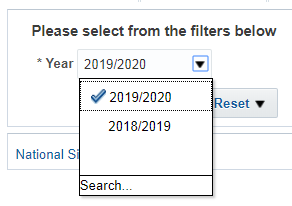 Please select from the filters below
* Year 2019/2020
2019/2020
2018/2019
Reset
National Si
Search...